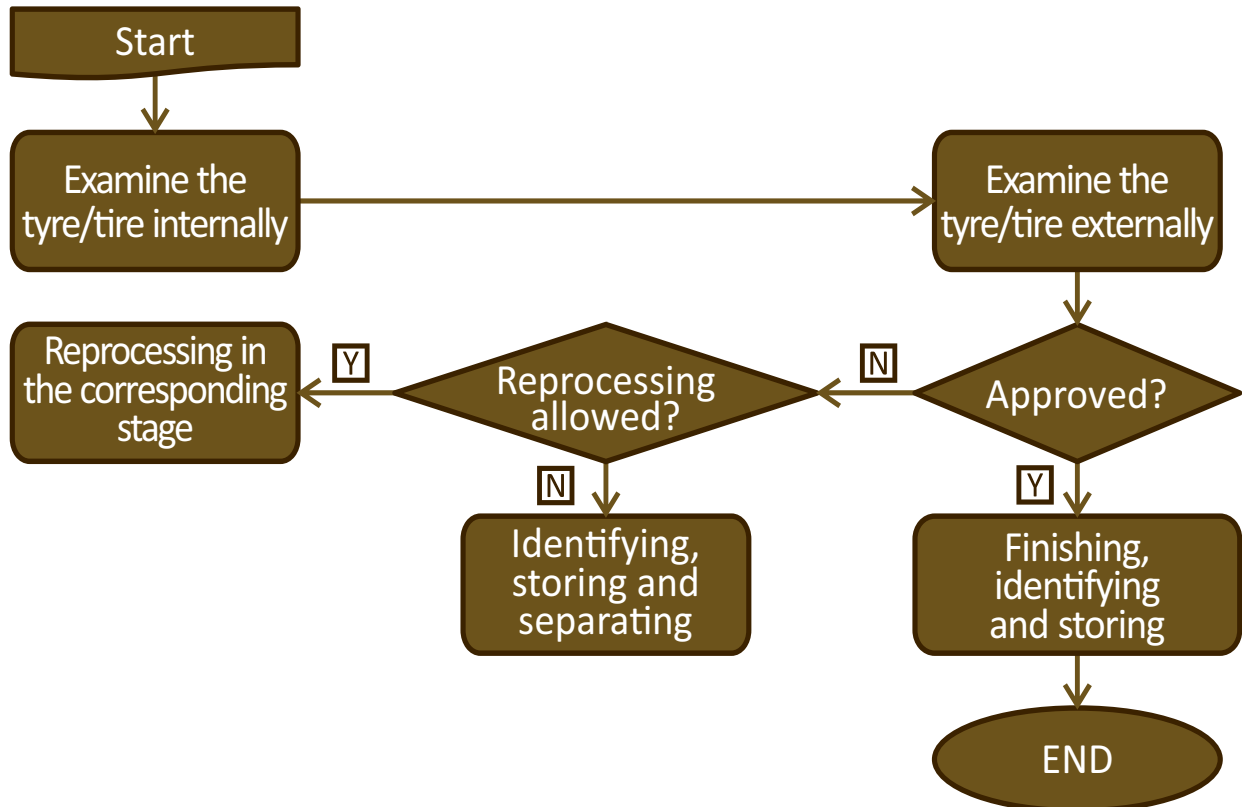 Start
Examine the
tyre/tire internally
Examine the
tyre/tire externally
Reprocessing in
the corresponding
stage
Y
Reprocessing
allowed?
N
Approved?
N
Y
Identifying,
storing and
separating
Finishing,
identifying
and storing
END